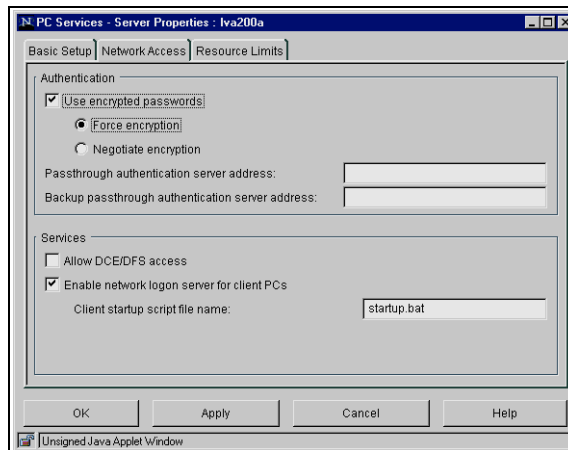 PC Services - Server Properties : lva200a
Basic Setup Network Access Resource Limits
Authentication
Use encrypted passwords
Force encryption
Negotiate encryption
Passthrough authentication server address:
Backup passthrough authentication server address:
Services
Allow DCE/DFS access
Enable network logon server for client PCs
Client startup script file name: startup.bat
OK Apply Cancel Help
Unsigned Java Applet Window